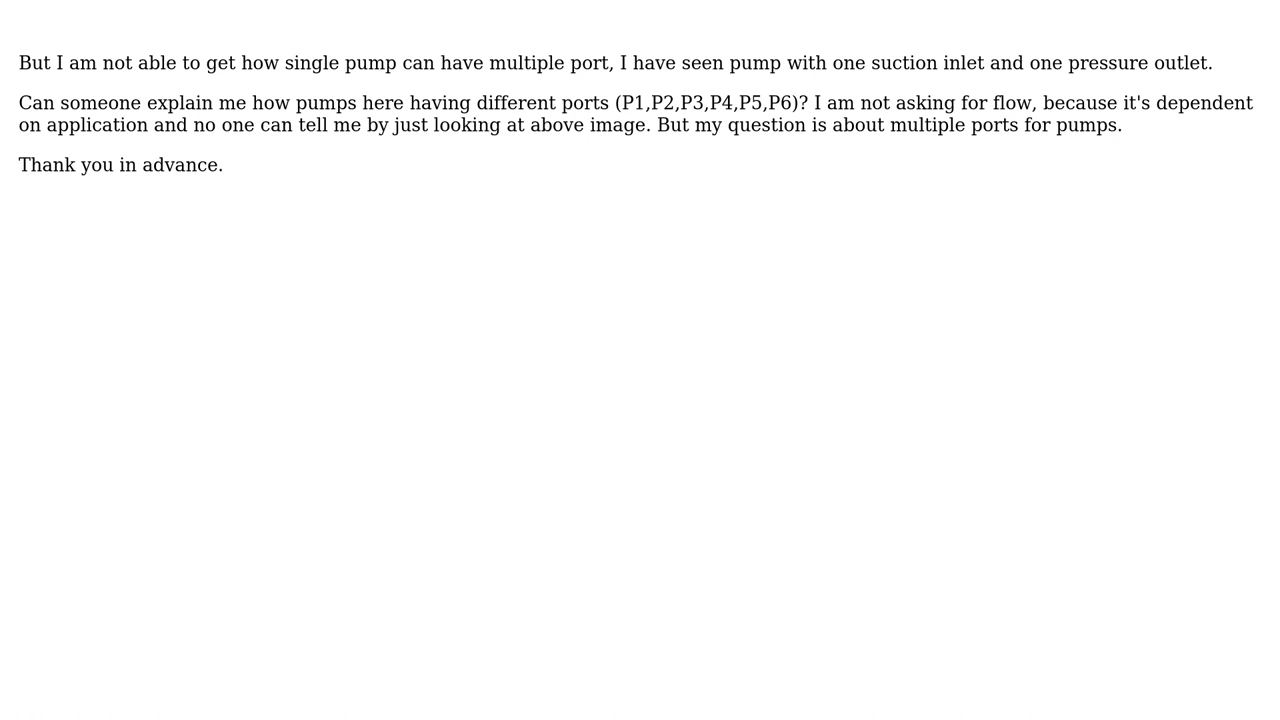 But I am not able to get how single pump can have multiple port, I have seen pump with one suction inlet and one pressure outlet.
Can someone explain me how pumps here having different ports (P1,P2,P3,P4,P5,P6)? I am not asking for flow, because it's dependent
on application and no one can tell me by just looking at above image. But my question is about multiple ports for pumps.
Thank you in advance.